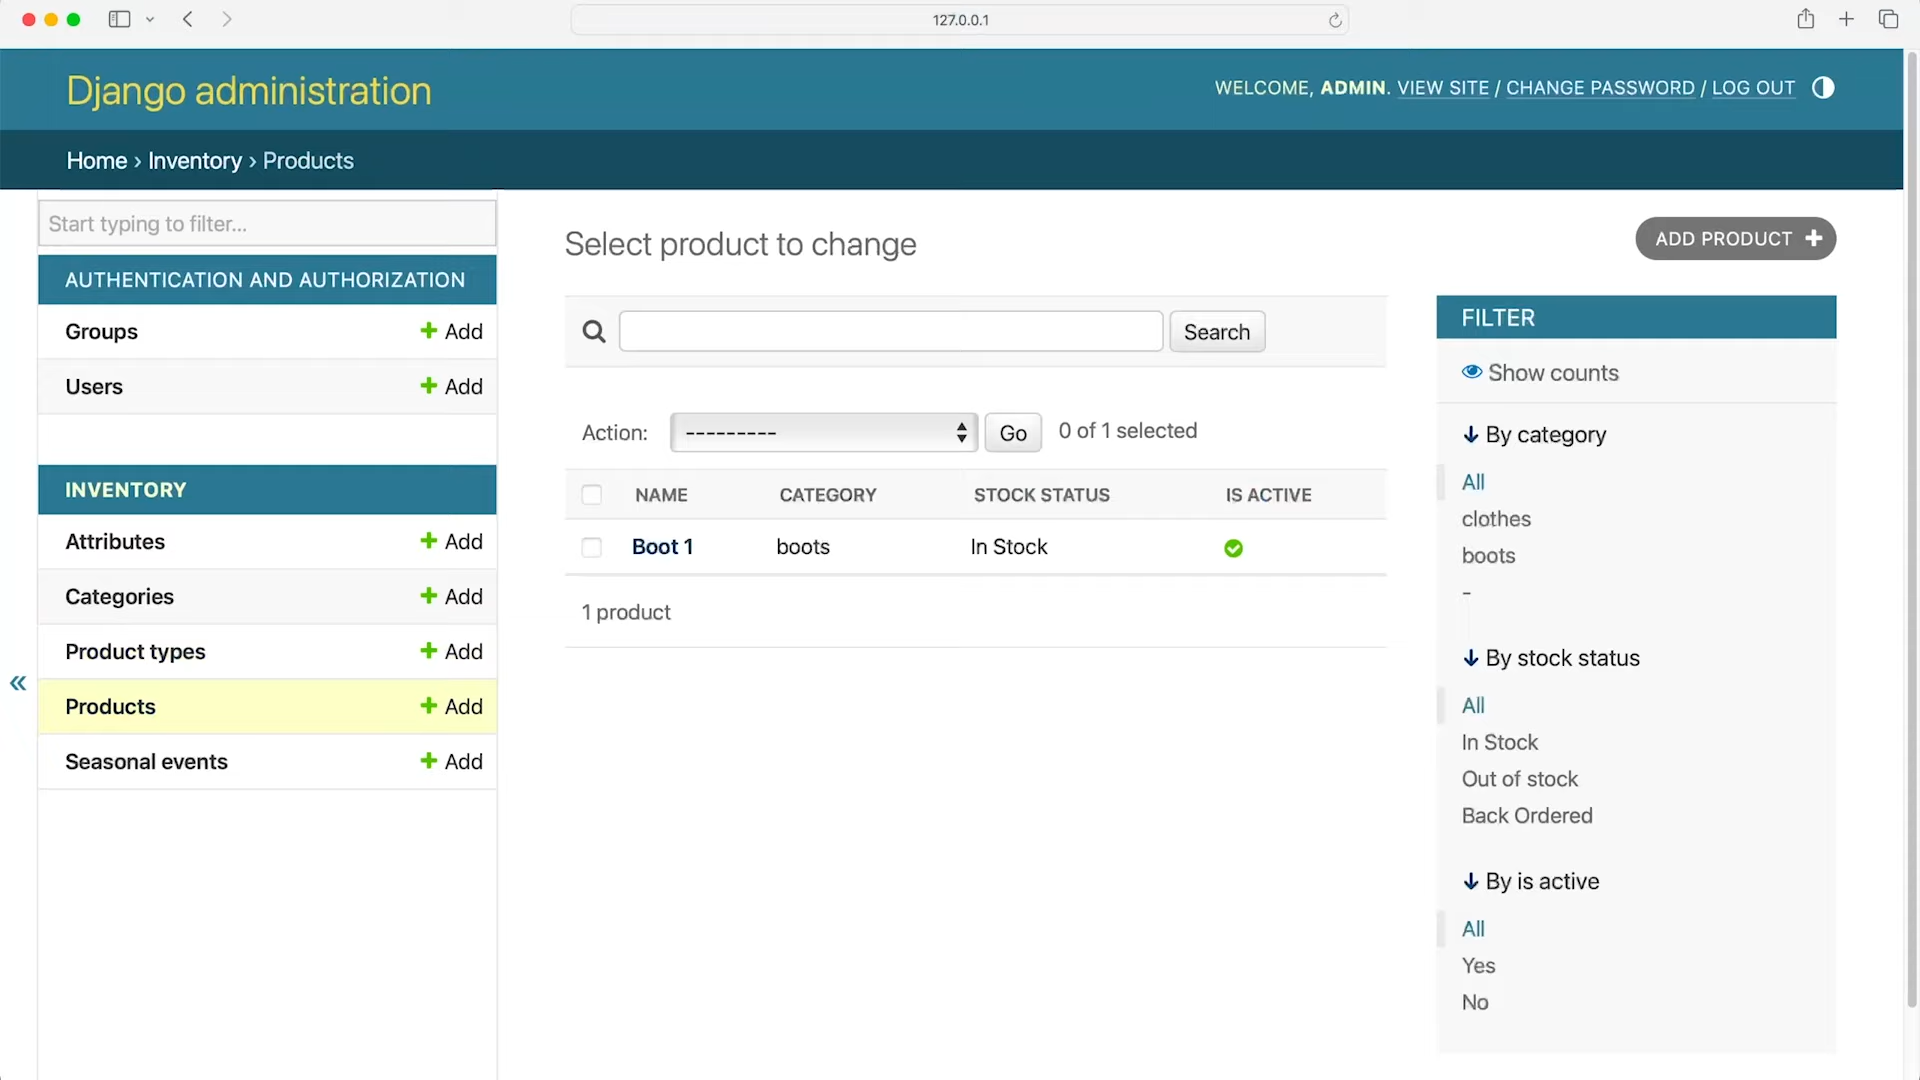 127.0.0.1
Django administration
WELCOME, ADMIN. VIEW SITE / CHANGE PASSWORD / LOG OUT
Home › Inventory › Products
Start typing to filter...
AUTHENTICATION AND AUTHORIZATION
Groups + Add
Users + Add
INVENTORY
Attributes + Add
Categories + Add
Product types + Add
Products + Add
Seasonal events + Add
«
Select product to change
ADD PRODUCT +
Search
Action: --------- Go 0 of 1 selected
NAME CATEGORY STOCK STATUS IS ACTIVE
Boot 1 boots In Stock
1 product
FILTER
Show counts
↓ By category
All
clothes
boots
-
↓ By stock status
All
In Stock
Out of stock
Back Ordered
↓ By is active
All
Yes
No